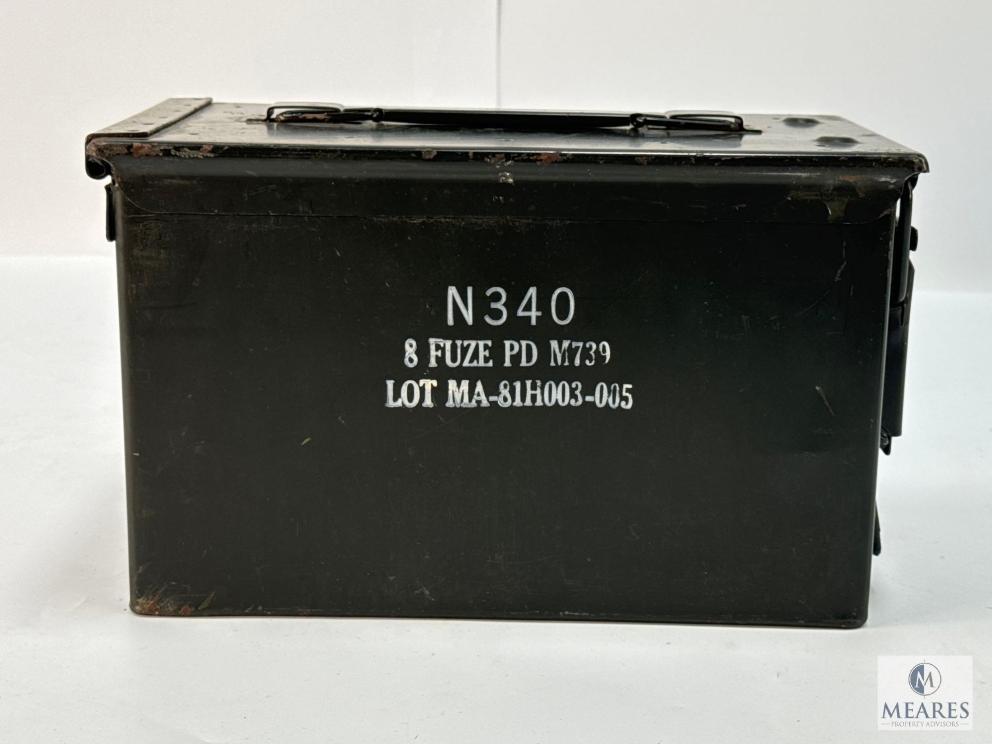 N340
8 FUZE PD M739
LOT MA-81H003-005
M
MEARES
PROPERTY ADVISORS